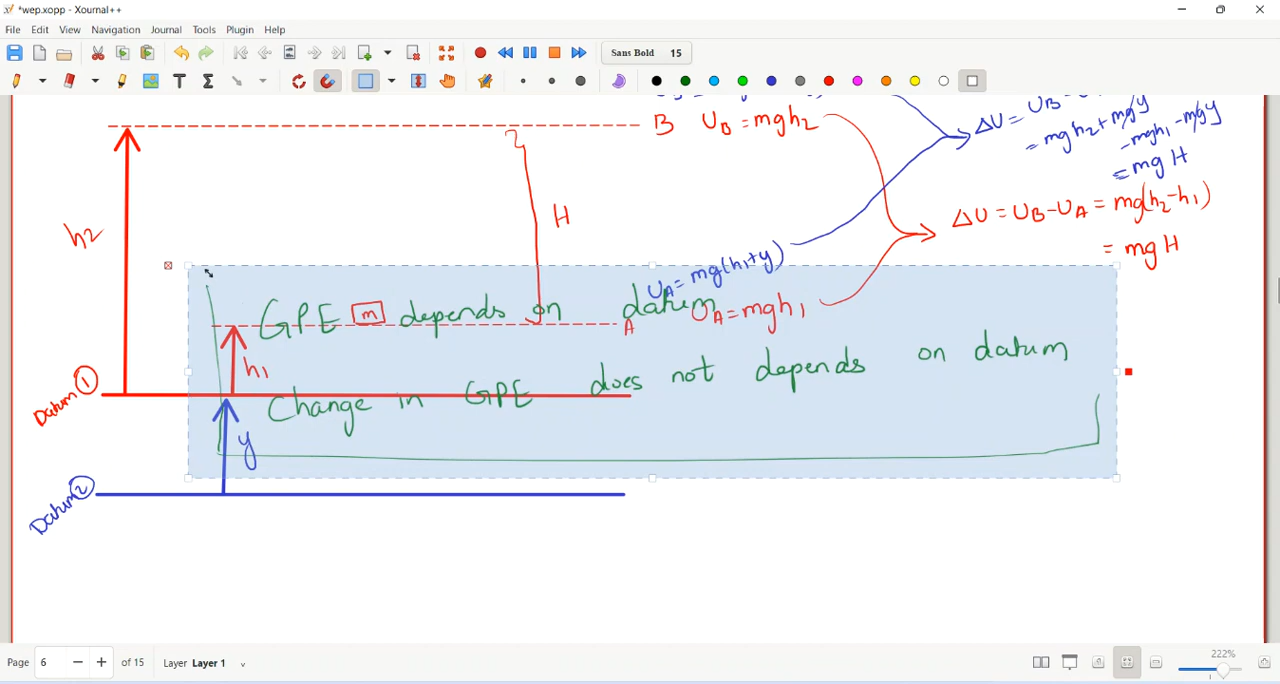 *wep.xopp - Xournal++
File Edit View Navigation Journal Tools Plugin Help
Sans Bold 15
B U_B = mgh₂
ΔU = U_B -
= mgh₂ + mgy
- mgh₁ - mgy
= mgH
ΔU = U_B - U_A = mg(h₂-h₁)
= mgH
h₂
H
U_A = mg(h₁+y)
GPE m depends on datum
A U_A = mgh₁
h₁
Datum ①
Change in GPE does not depends on datum
y
Datum ②
Page 6 of 15 Layer Layer 1 223%